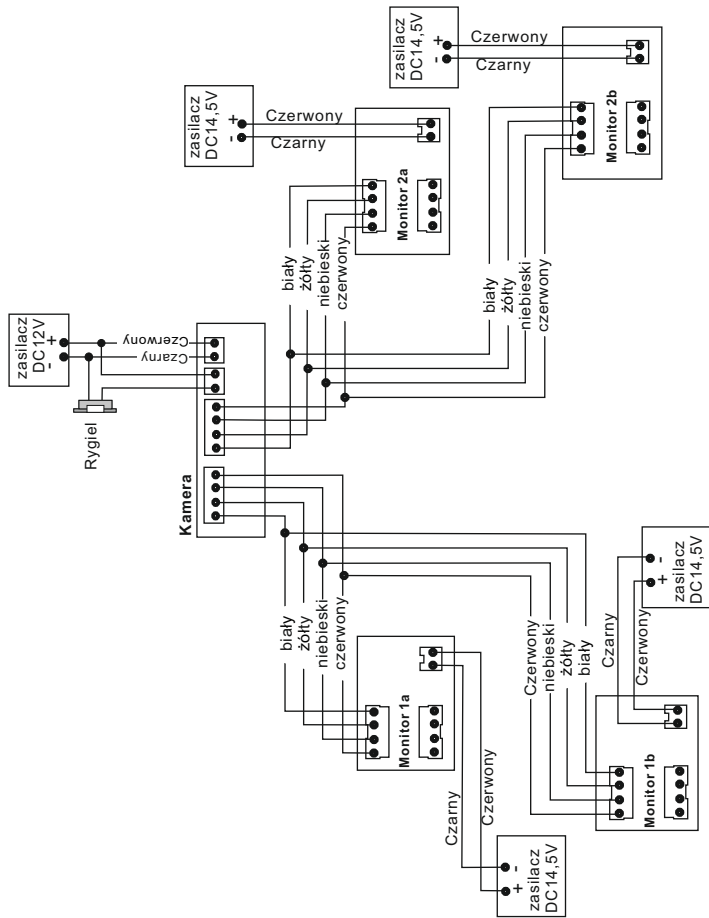 zasilacz
DC12V
+
-
Czerwony
Czarny
Rygiel
Kamera
zasilacz
DC14,5V
+
-
Czerwony
Czarny
Monitor 2a
biały
żółty
niebieski
czerwony
zasilacz
DC14,5V
+
-
Czerwony
Czarny
Monitor 2b
biały
żółty
niebieski
czerwony
biały
żółty
niebieski
czerwony
Monitor 1a
Czarny
Czerwony
-
+
zasilacz
DC14,5V
Czerwony
niebieski
żółty
biały
Monitor 1b
Czarny
Czerwony
-
+
zasilacz
DC14,5V